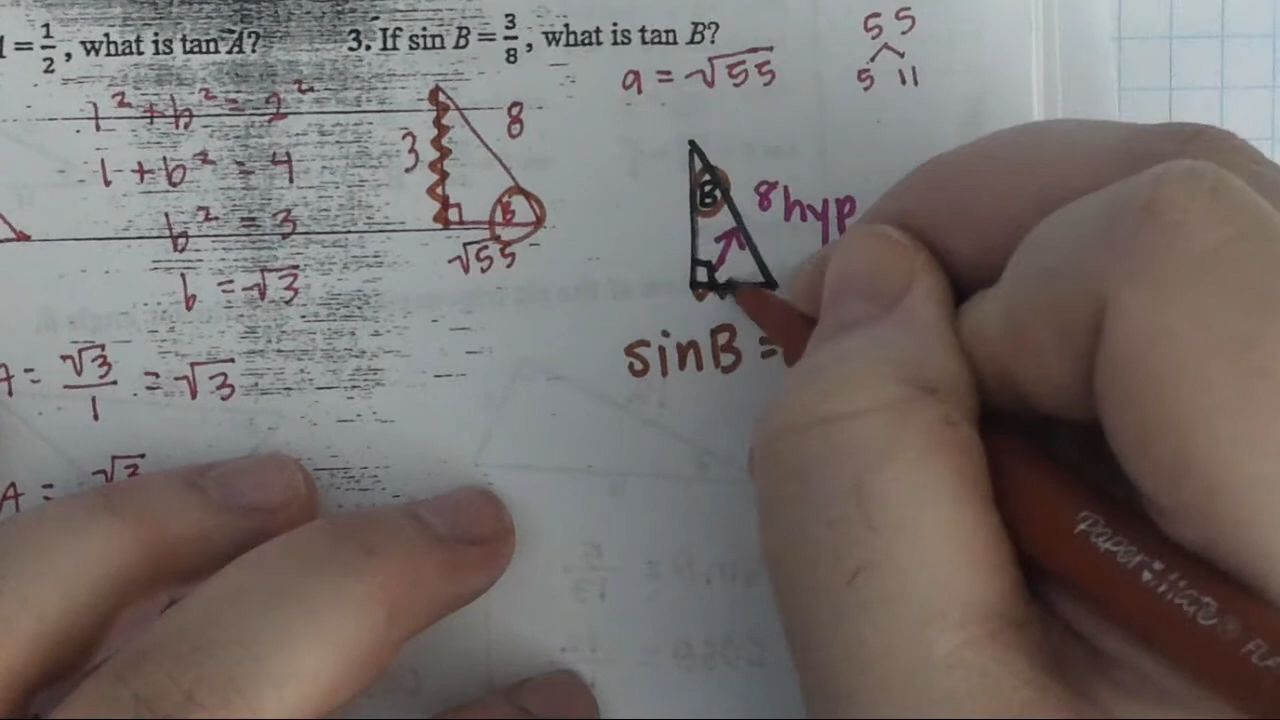 = 1/2, what is tan A?
1² + b² = 2²
1 + b² = 4
b² = 3
b = √3
A = √3/1 = √3
A =
3. If sin B = 3/8, what is tan B?
3
8
B
√55
a = √55
55
5 11
B
8 hyp
sin B =
Paper Mate®